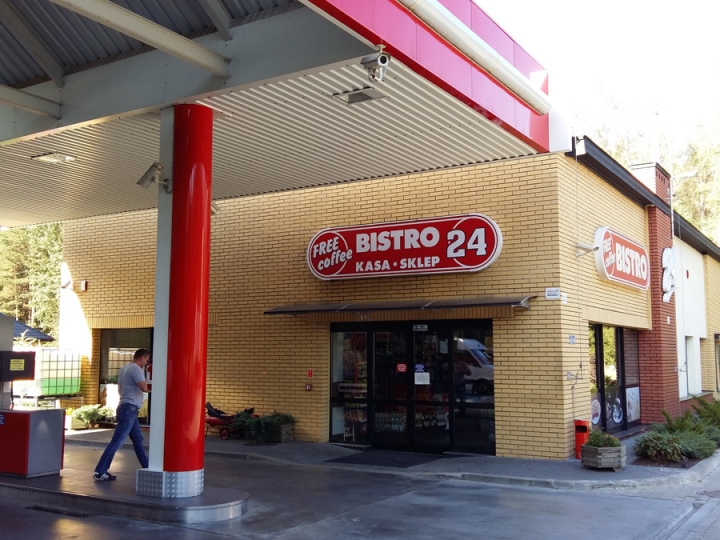 FREE
coffee
BISTRO 24
KASA • SKLEP
FREE
coffee
BISTRO